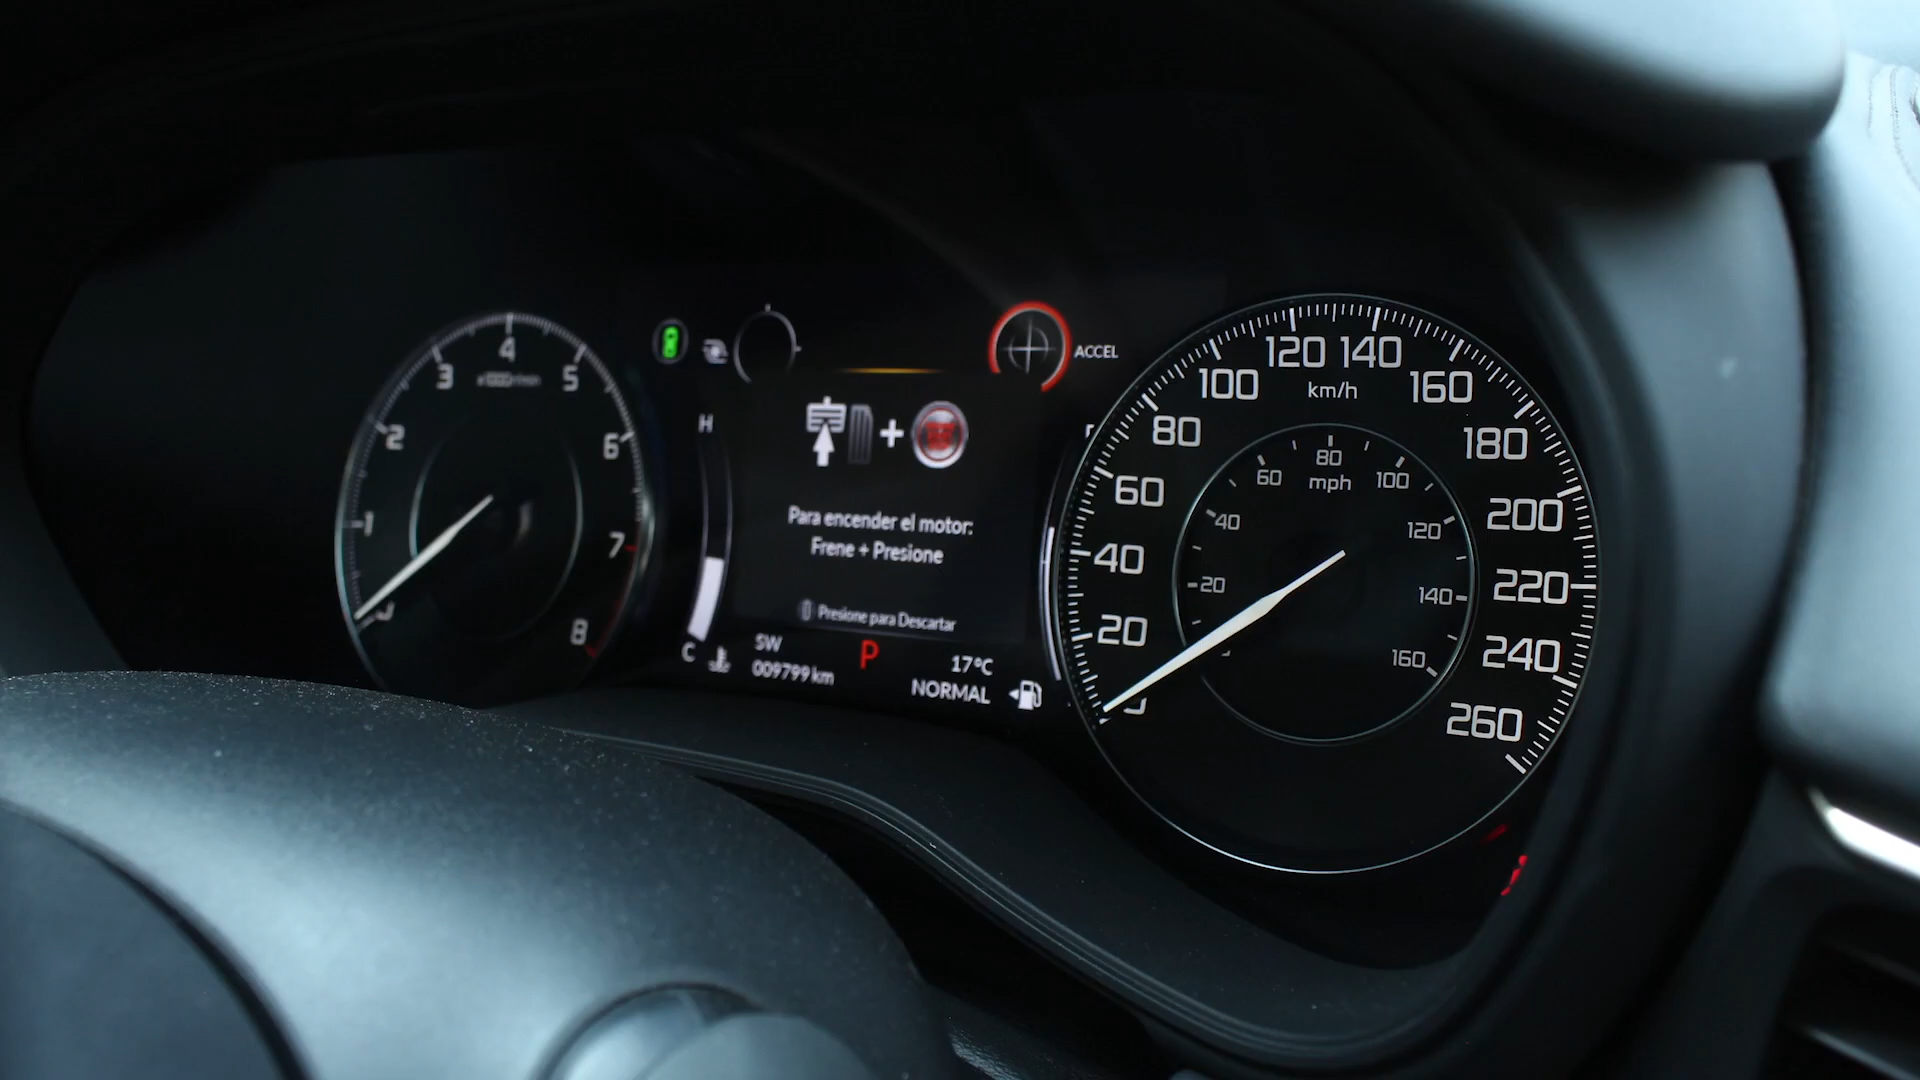 1
2
3
4
5
6
7
8
H
C
ACCEL
Para encender el motor:
Frene + Presione
Presione para Descartar
SW
009799 km
P
17°C
NORMAL
20
40
60
80
100
120
140
160
180
200
220
240
260
km/h
20
40
60
80
100
120
140
160
mph